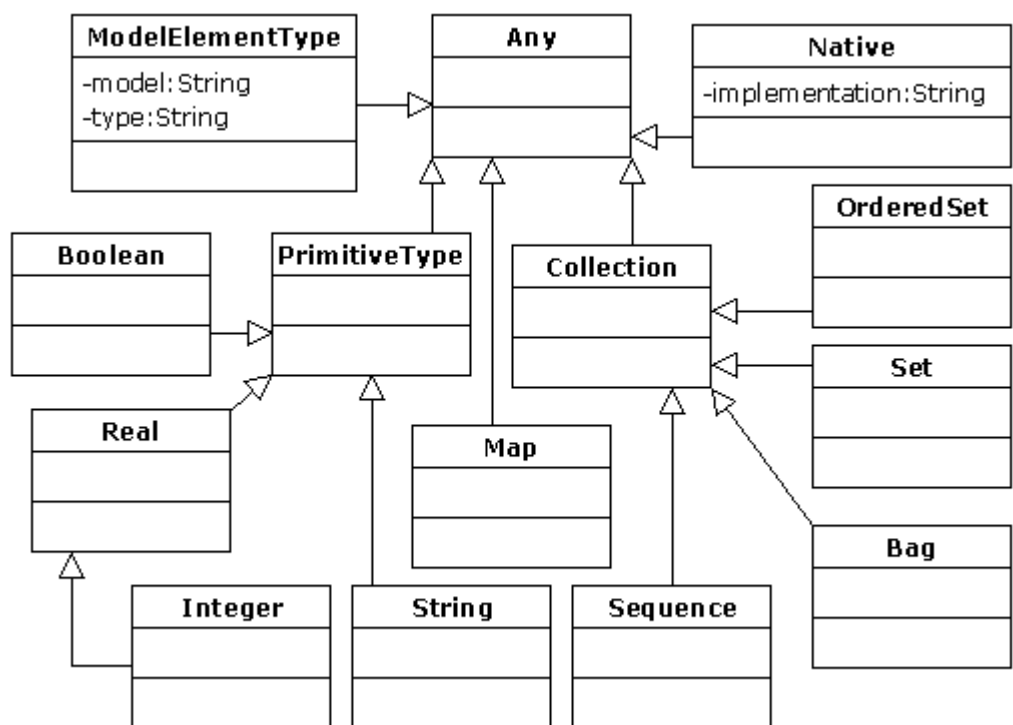 ModelElementType
-model:String
-type:String
Any
Native
-implementation:String
OrderedSet
Boolean
PrimitiveType
Collection
Set
Real
Map
Bag
Integer
String
Sequence